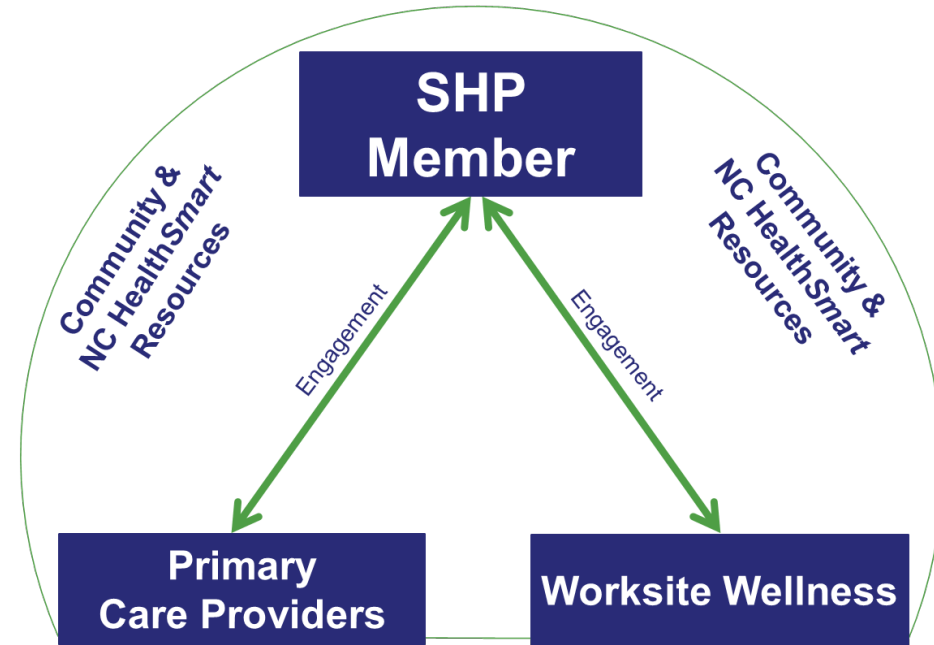 SHP
Member
Community &
NC HealthSmart
Resources
Community &
NC HealthSmart
Resources
Engagement
Engagement
Primary
Care Providers
Worksite Wellness